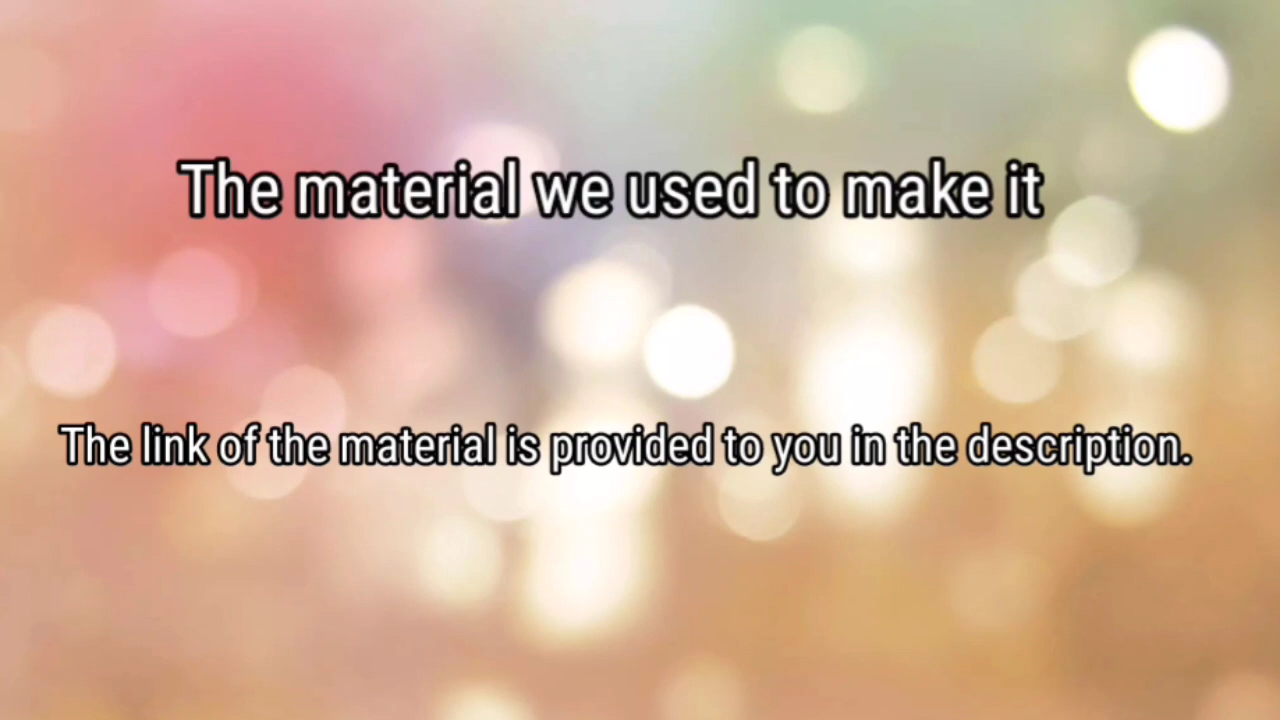 The material we used to make it
The link of the material is provided to you in the description.